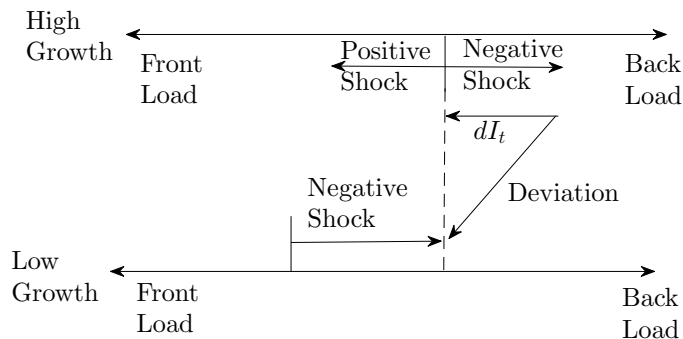 High
Growth
Front
Load
Positive
Shock
Negative
Shock
Back
Load
dI_t
Deviation
Negative
Shock
Low
Growth
Front
Load
Back
Load